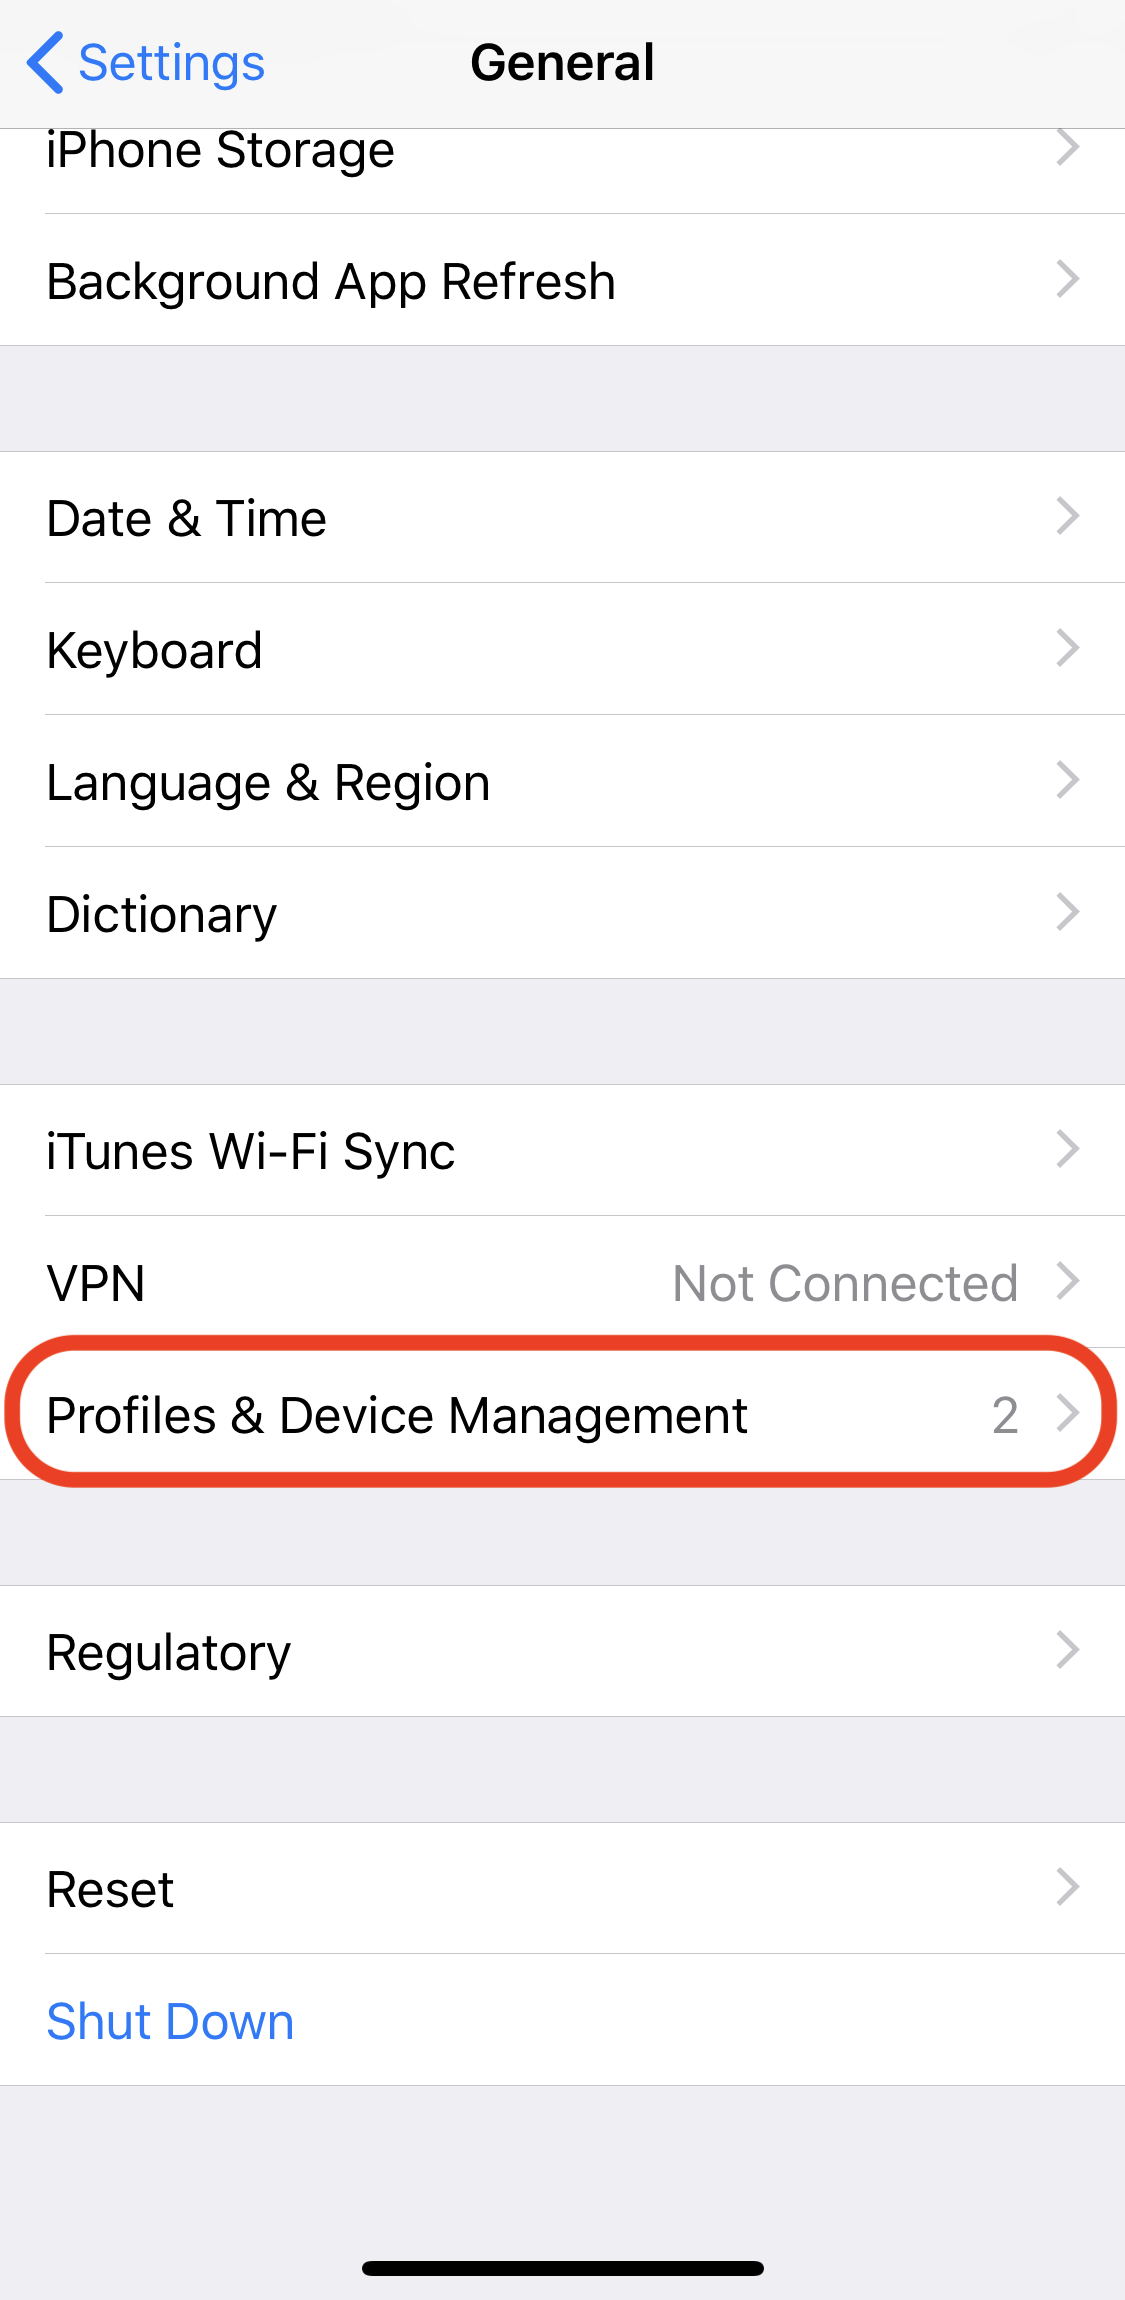 Settings
General
iPhone Storage
Background App Refresh
Date & Time
Keyboard
Language & Region
Dictionary
iTunes Wi-Fi Sync
VPN Not Connected
Profiles & Device Management 2
Regulatory
Reset
Shut Down